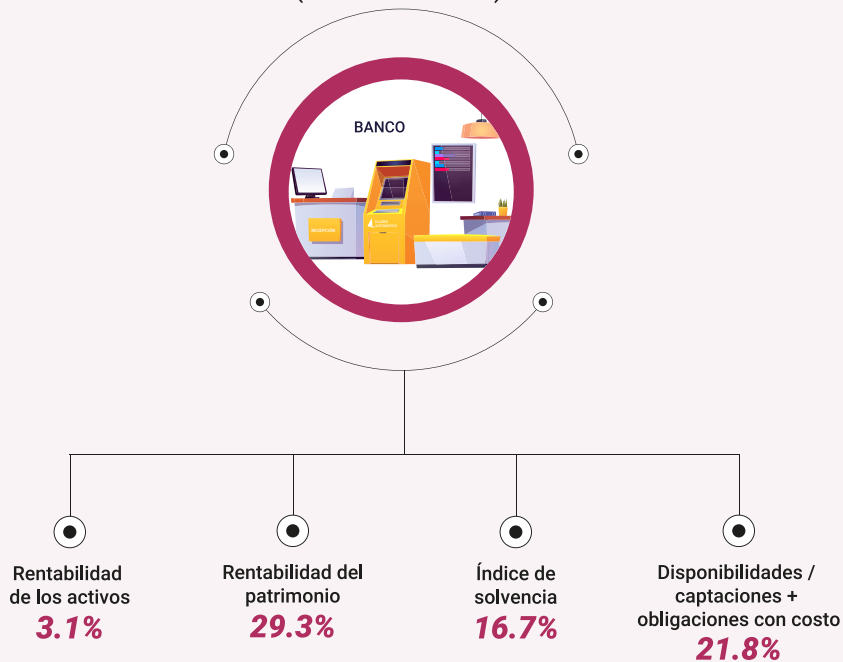 BANCO
RECEPCIÓN
Rentabilidad
de los activos
3.1%
Rentabilidad del
patrimonio
29.3%
Índice de
solvencia
16.7%
Disponibilidades /
captaciones +
obligaciones con costo
21.8%